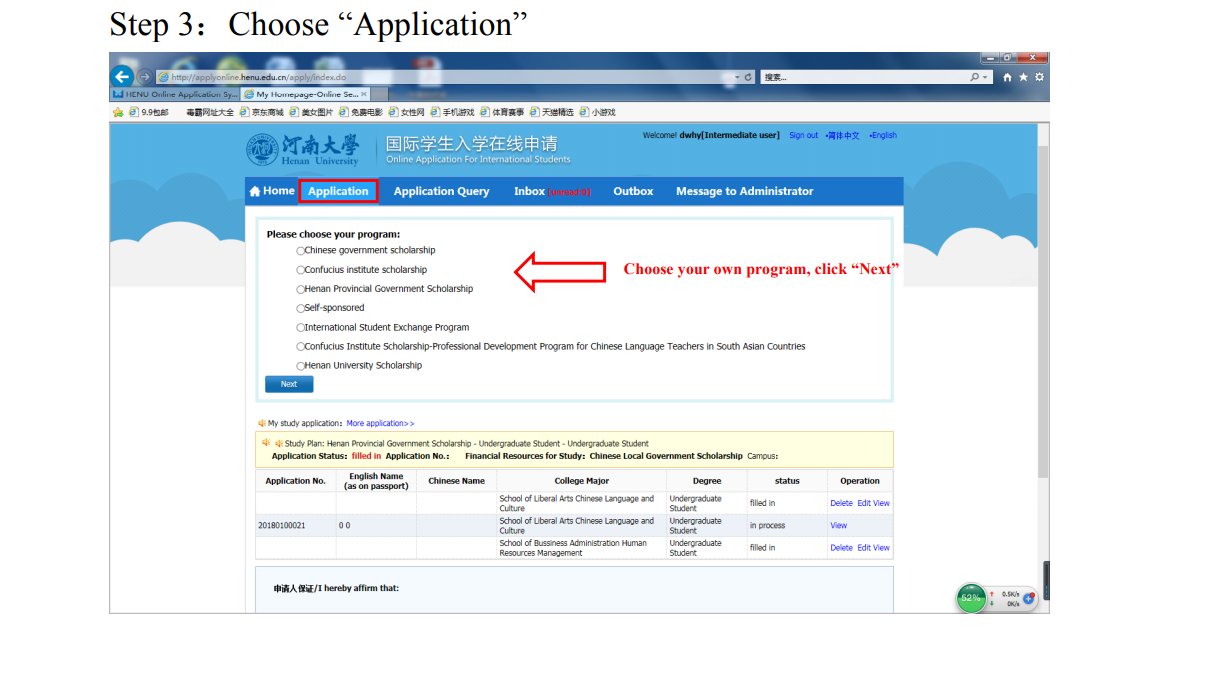 Step 3：Choose “Application”
http://applyonline.henu.edu.cn/apply/index.do
搜索...
HENU Online Application Sy...
My Homepage-Online Se...
9.9包邮 毒霸网址大全 京东商城 美女图片 免费电影 女性网 手机游戏 体育赛事 天猫精选 小游戏
Welcome! dwhy[Intermediate user] Sign out •简体中文 •English
河南大学
Henan University
国际学生入学在线申请
Online Application For International Students
Home Application Application Query Inbox [unread:0] Outbox Message to Administrator
Please choose your program:
Chinese government scholarship
Confucius institute scholarship
Choose your own program, click “Next”
Henan Provincial Government Scholarship
Self-sponsored
International Student Exchange Program
Confucius Institute Scholarship-Professional Development Program for Chinese Language Teachers in South Asian Countries
Henan University Scholarship
Next
My study application: More application>>
Study Plan: Henan Provincial Government Scholarship - Undergraduate Student - Undergraduate Student
Application Status: filled in Application No.: Financial Resources for Study: Chinese Local Government Scholarship Campus:
Application No. English Name (as on passport) Chinese Name College Major Degree status Operation
School of Liberal Arts Chinese Language and Culture Undergraduate Student filled in Delete Edit View
20180100021 0 0 School of Liberal Arts Chinese Language and Culture Undergraduate Student in process View
School of Bussiness Administration Human Resources Management Undergraduate Student filled in Delete Edit View
申请人保证/I hereby affirm that:
52%
0.5K/s
0K/s